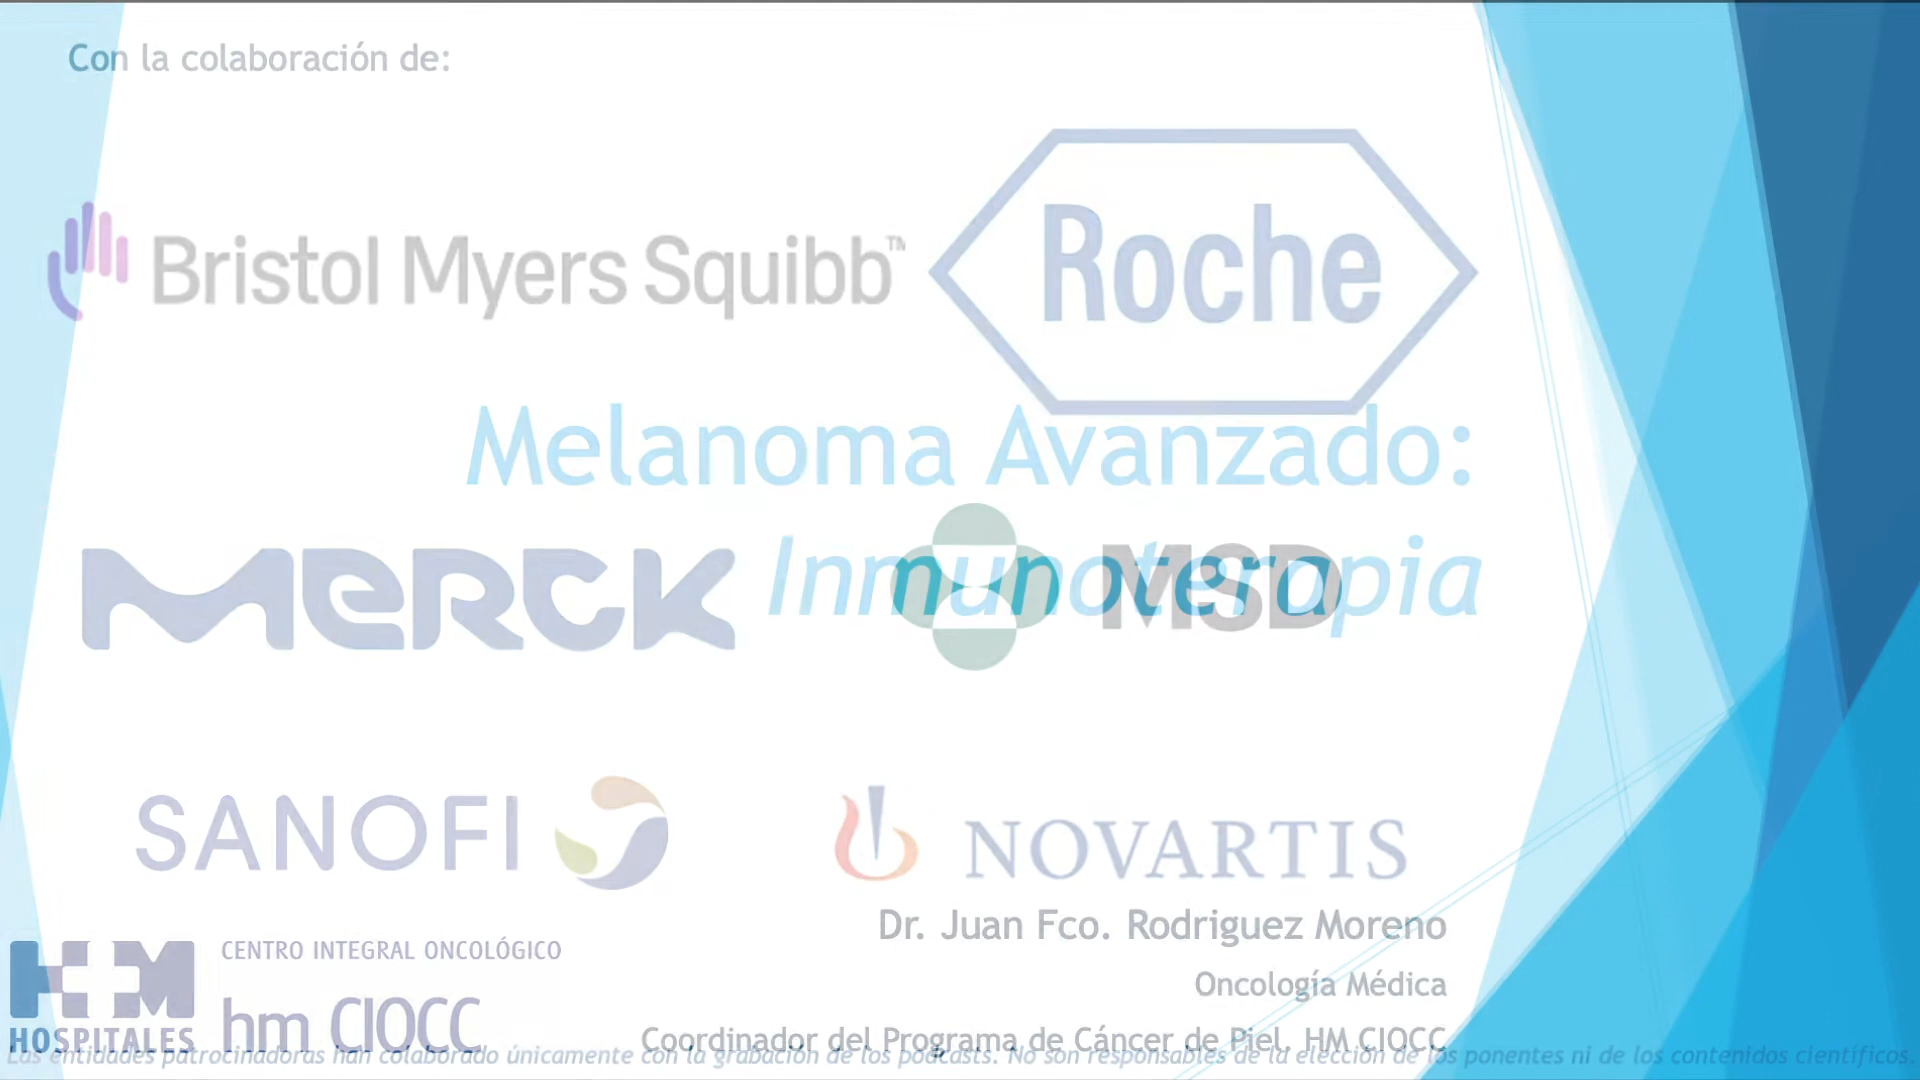 Con la colaboración de:
Bristol Myers Squibb™
Roche
Melanoma Avanzado:
Inmunoterapia
MERCK
MSD
SANOFI
NOVARTIS
Dr. Juan Fco. Rodriguez Moreno
Oncología Médica
Coordinador del Programa de Cáncer de Piel. HM CIOCC
HM
HOSPITALES
CENTRO INTEGRAL ONCOLÓGICO
hm CIOCC
Las entidades patrocinadoras han colaborado únicamente con la grabación de los podcasts. No son responsables de la elección de los ponentes ni de los contenidos científicos.